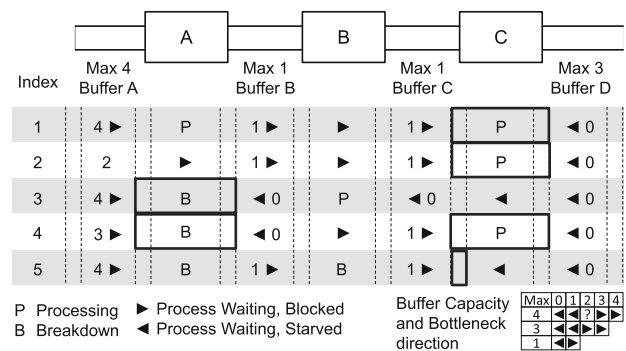 A B C
Index Max 4 Buffer A Max 1 Buffer B Max 1 Buffer C Max 3 Buffer D
1 4 ► P 1 ► ► 1 ► P ◄ 0
2 2 ► 1 ► ► 1 ► P ◄ 0
3 4 ► B ◄ 0 P ◄ 0 ◄ ◄ 0
4 3 ► B ◄ 0 ► 1 ► P ◄ 0
5 4 ► B 1 ► B 1 ► ◄ ◄ 0
P Processing
B Breakdown
► Process Waiting, Blocked
◄ Process Waiting, Starved
Buffer Capacity
and Bottleneck
direction
Max 0 1 2 3 4
4 ◄ ◄ ? ► ►
3 ◄ ◄ ► ►
1 ◄ ►